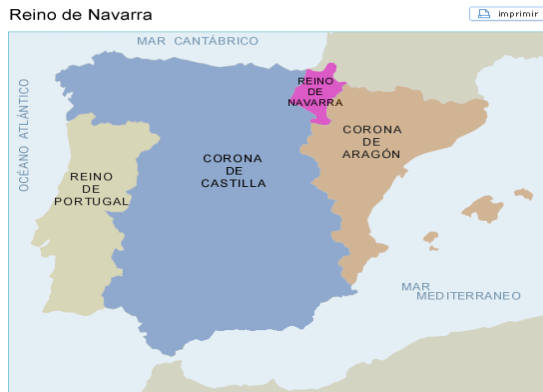 Reino de Navarra
imprimir
MAR CANTÁBRICO
OCÉANO ATLÁNTICO
REINO
DE
NAVARRA
CORONA
DE
ARAGÓN
CORONA
DE
CASTILLA
REINO
DE
PORTUGAL
MAR
MEDITERRANEO